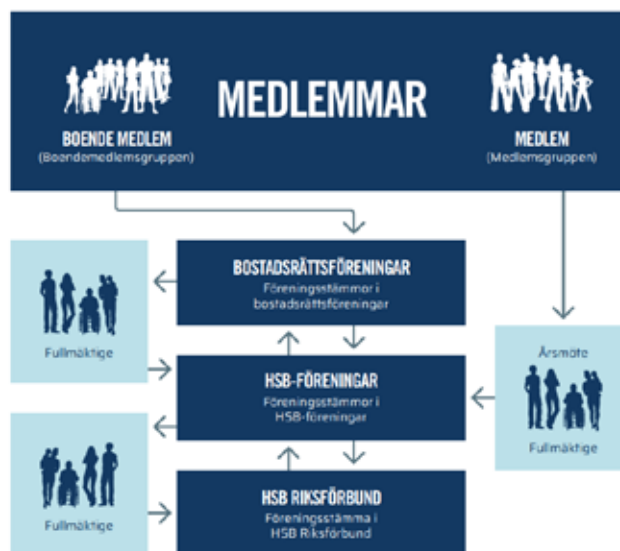 MEDLEMMAR
BOENDE MEDLEM
(Boendemedlemsgruppen)
MEDLEM
(Medlemsgruppen)
BOSTADSRÄTTSFÖRENINGAR
Föreningsstämmor i
bostadsrättsföreningar
Fullmäktige
HSB-FÖRENINGAR
Föreningsstämmor i
HSB-föreningar
Årsmöte
Fullmäktige
Fullmäktige
HSB RIKSFÖRBUND
Föreningsstämma i
HSB Riksförbund